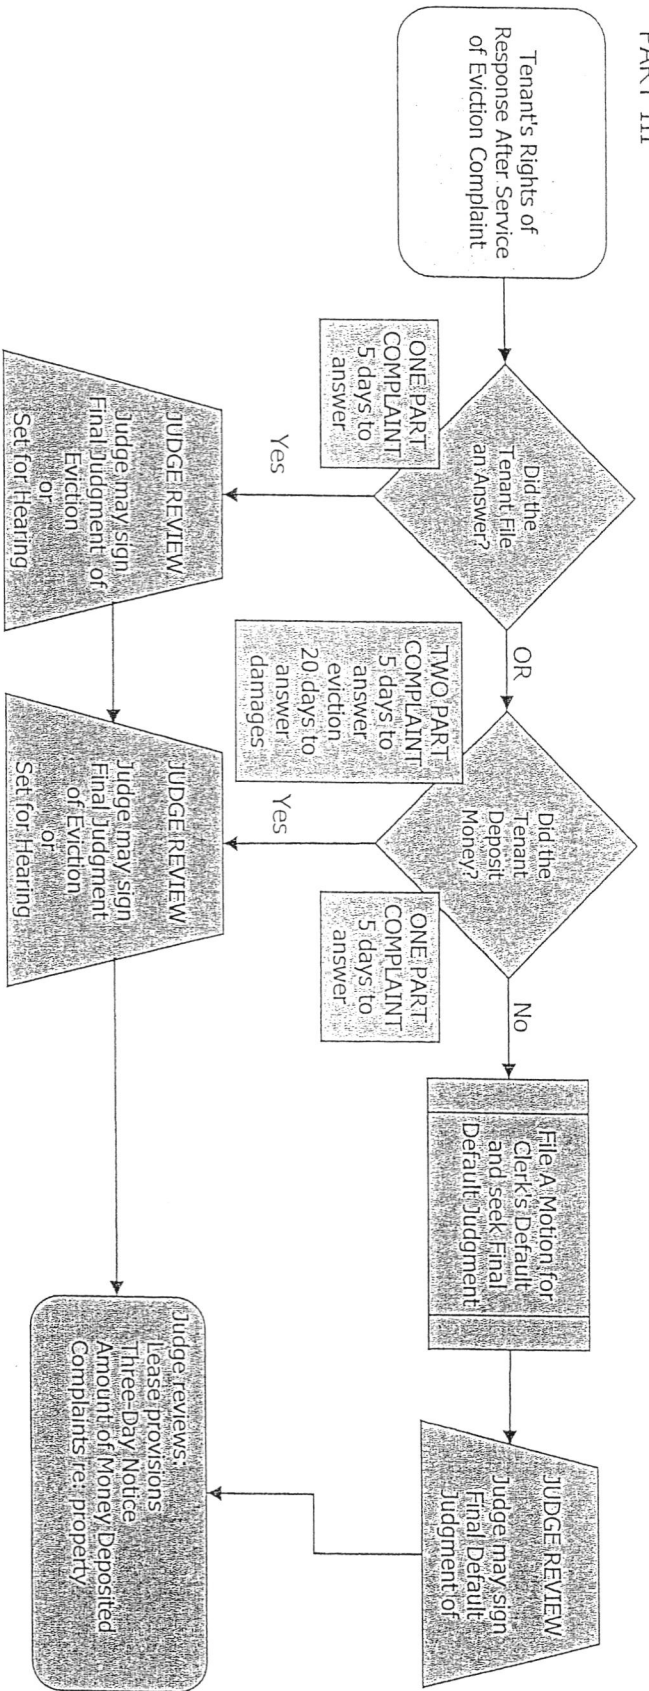 PART III
Tenant's Rights of
Response After Service
of Eviction Complaint
Did the
Tenant File
an Answer?
ONE PART
COMPLAINT
5 days to
answer
Yes
JUDGE REVIEW
Judge may sign
Final Judgment of
Eviction
or
Set for Hearing
OR
Did the
Tenant
Deposit
Money?
TWO PART
COMPLAINT
5 days to
answer
eviction
20 days to
answer
damages
Yes
JUDGE REVIEW
Judge may sign
Final Judgment
of Eviction
or
Set for Hearing
ONE PART
COMPLAINT
5 days to
answer
No
File A Motion for
Clerk's Default
and seek Final
Default Judgment
JUDGE REVIEW
Judge may sign
Final Default
Judgment of
Judge reviews:
Lease provisions
Three-Day Notice
Amount of Money Deposited
Complaints re: property